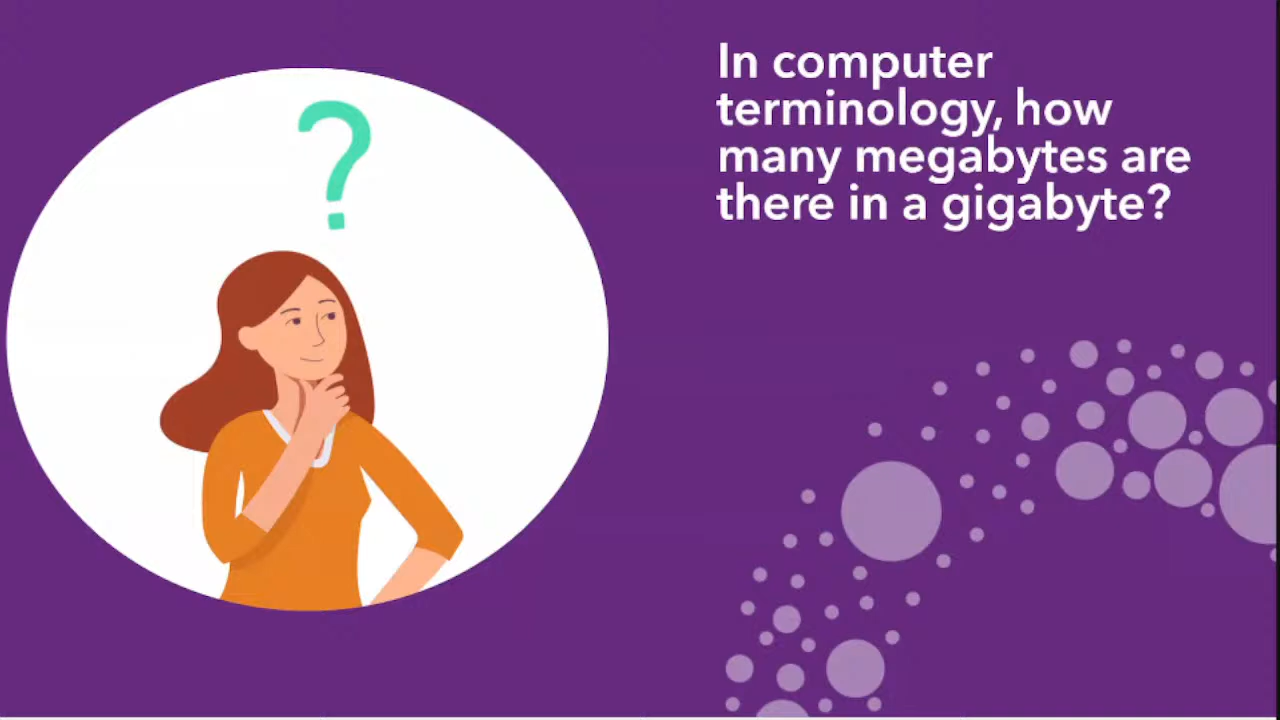 In computer
terminology, how
many megabytes are
there in a gigabyte?
?